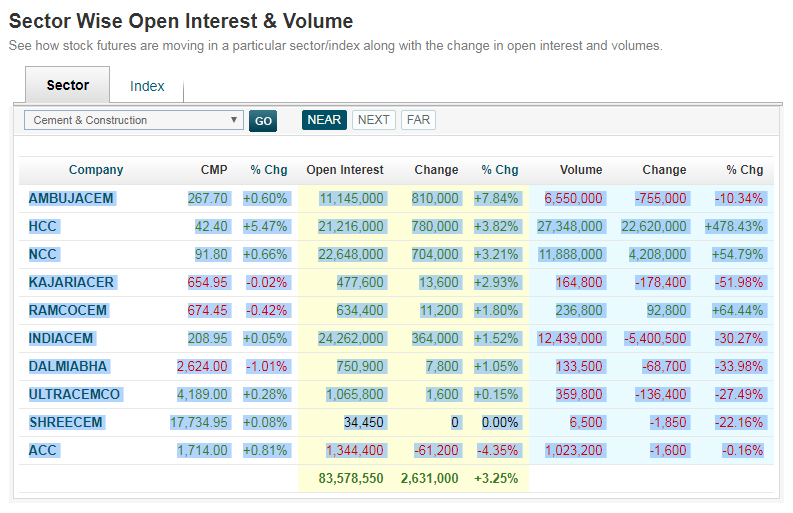 Sector Wise Open Interest & Volume
See how stock futures are moving in a particular sector/index along with the change in open interest and volumes.
Sector Index
Cement & Construction GO NEAR NEXT FAR
Company CMP % Chg Open Interest Change % Chg Volume Change % Chg
AMBUJACEM 267.70 +0.60% 11,145,000 810,000 +7.84% 6,550,000 -755,000 -10.34%
HCC 42.40 +5.47% 21,216,000 780,000 +3.82% 27,348,000 22,620,000 +478.43%
NCC 91.80 +0.66% 22,648,000 704,000 +3.21% 11,888,000 4,208,000 +54.79%
KAJARIACER 654.95 -0.02% 477,600 13,600 +2.93% 164,800 -178,400 -51.98%
RAMCOCEM 674.45 -0.42% 634,400 11,200 +1.80% 236,800 92,800 +64.44%
INDIACEM 208.95 +0.05% 24,262,000 364,000 +1.52% 12,439,000 -5,400,500 -30.27%
DALMIABHA 2,624.00 -1.01% 750,900 7,800 +1.05% 133,500 -68,700 -33.98%
ULTRACEMCO 4,189.00 +0.28% 1,065,800 1,600 +0.15% 359,800 -136,400 -27.49%
SHREECEM 17,734.95 +0.08% 34,450 0 0.00% 6,500 -1,850 -22.16%
ACC 1,714.00 +0.81% 1,344,400 -61,200 -4.35% 1,023,200 -1,600 -0.16%
83,578,550 2,631,000 +3.25%